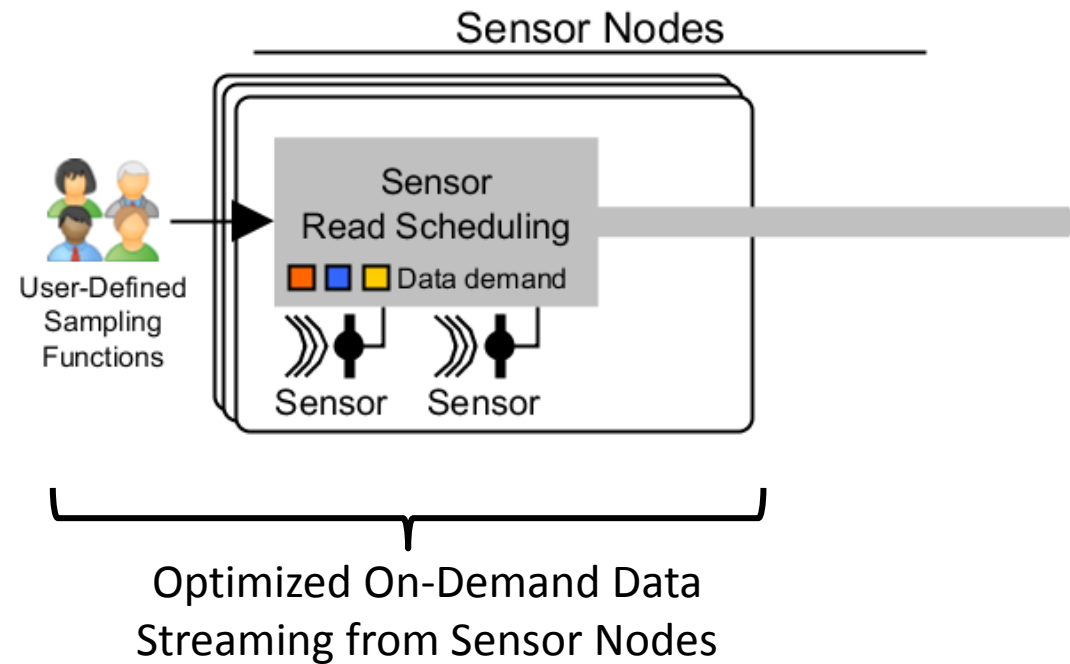 Sensor Nodes
Sensor
Read Scheduling
Data demand
User-Defined
Sampling
Functions
Sensor
Sensor
Optimized On-Demand Data
Streaming from Sensor Nodes